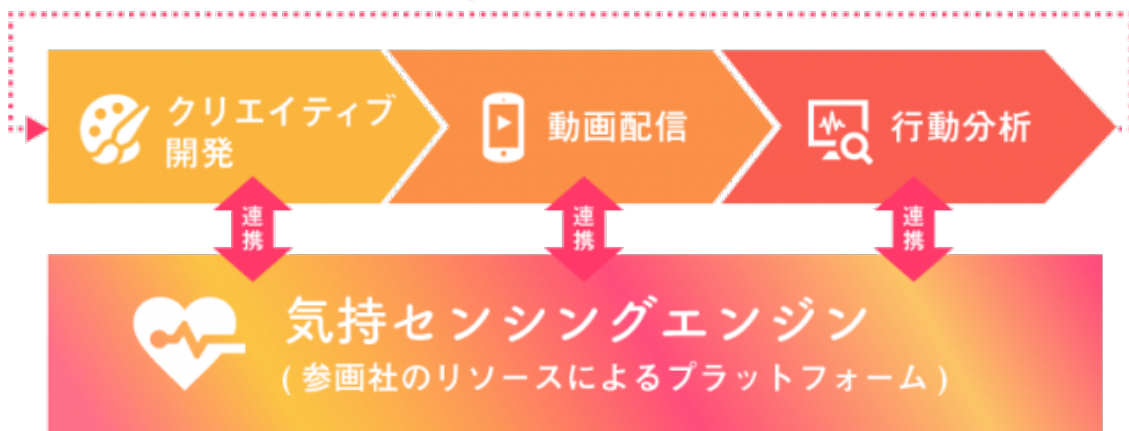 クリエイティブ
開発
動画配信
行動分析
連携
連携
連携
気持センシングエンジン
( 参画社のリソースによるプラットフォーム )